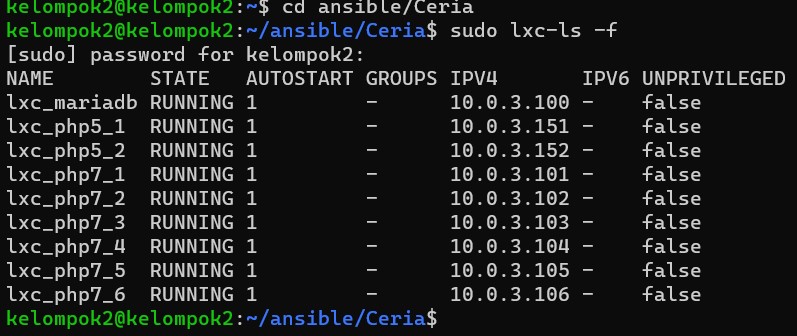 kelompok2@kelompok2:~$ cd ansible/Ceria
kelompok2@kelompok2:~/ansible/Ceria$ sudo lxc-ls -f
[sudo] password for kelompok2:
NAME        STATE   AUTOSTART GROUPS IPV4       IPV6 UNPRIVILEGED
lxc_mariadb RUNNING 1         -      10.0.3.100 -    false
lxc_php5_1  RUNNING 1         -      10.0.3.151 -    false
lxc_php5_2  RUNNING 1         -      10.0.3.152 -    false
lxc_php7_1  RUNNING 1         -      10.0.3.101 -    false
lxc_php7_2  RUNNING 1         -      10.0.3.102 -    false
lxc_php7_3  RUNNING 1         -      10.0.3.103 -    false
lxc_php7_4  RUNNING 1         -      10.0.3.104 -    false
lxc_php7_5  RUNNING 1         -      10.0.3.105 -    false
lxc_php7_6  RUNNING 1         -      10.0.3.106 -    false
kelompok2@kelompok2:~/ansible/Ceria$